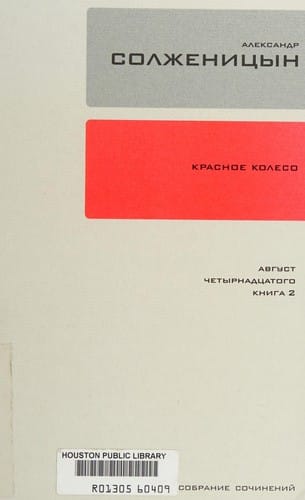 АЛЕКСАНДР
СОЛЖЕНИЦЫН
КРАСНОЕ КОЛЕСО
АВГУСТ
ЧЕТЫРНАДЦАТОГО
КНИГА 2
HOUSTON PUBLIC LIBRARY
R01305 60409
СОБРАНИЕ СОЧИНЕНИЙ